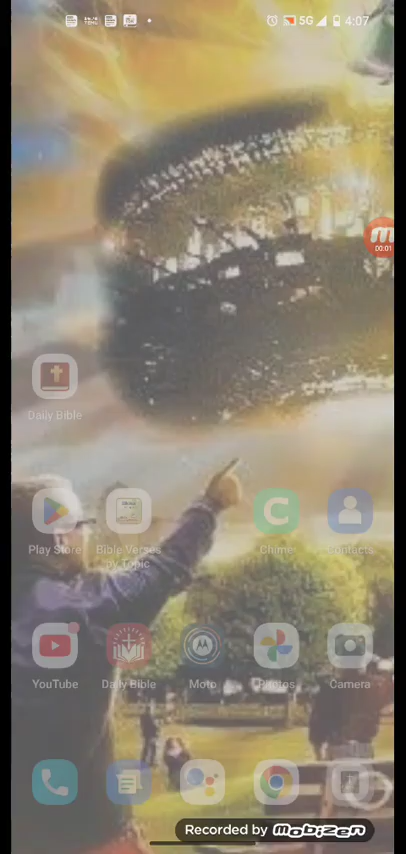 5G 4:07
00:01
Daily Bible
Play Store
Bible Verses
by Topic
Chime
Contacts
YouTube
Daily Bible
Moto
Photos
Camera
Recorded by mobizen